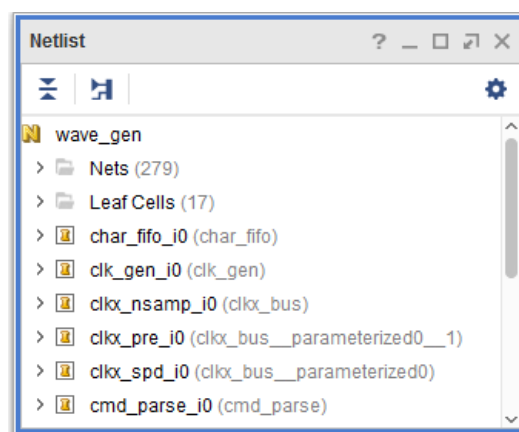 Netlist
wave_gen
Nets (279)
Leaf Cells (17)
char_fifo_i0 (char_fifo)
clk_gen_i0 (clk_gen)
clkx_nsamp_i0 (clkx_bus)
clkx_pre_i0 (clkx_bus__parameterized0__1)
clkx_spd_i0 (clkx_bus__parameterized0)
cmd_parse_i0 (cmd_parse)